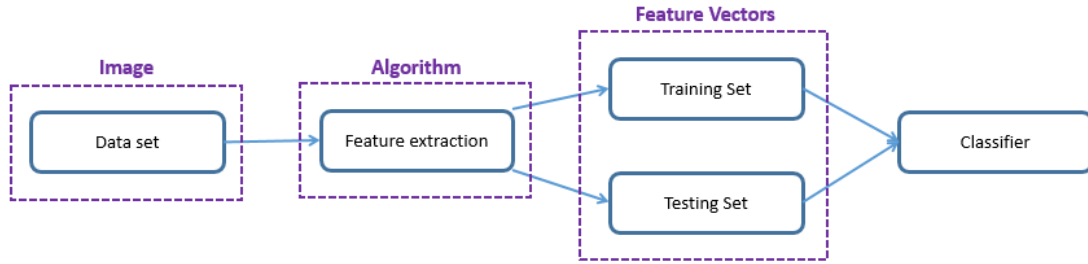 Feature Vectors
Image
Algorithm
Training Set
Data set
Feature extraction
Classifier
Testing Set